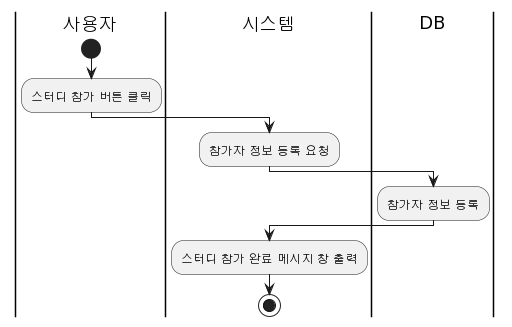 사용자
시스템
DB
스터디 참가 버튼 클릭
참가자 정보 등록 요청
참가자 정보 등록
스터디 참가 완료 메시지 창 출력